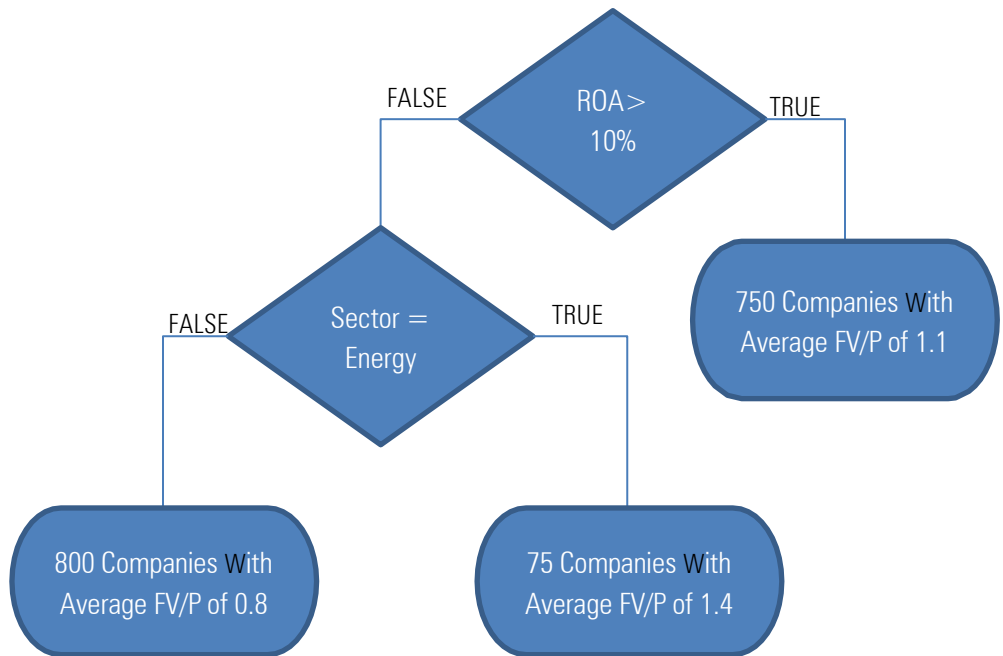 FALSE
ROA>
10%
TRUE
750 Companies With
Average FV/P of 1.1
FALSE
Sector =
Energy
TRUE
800 Companies With
Average FV/P of 0.8
75 Companies With
Average FV/P of 1.4